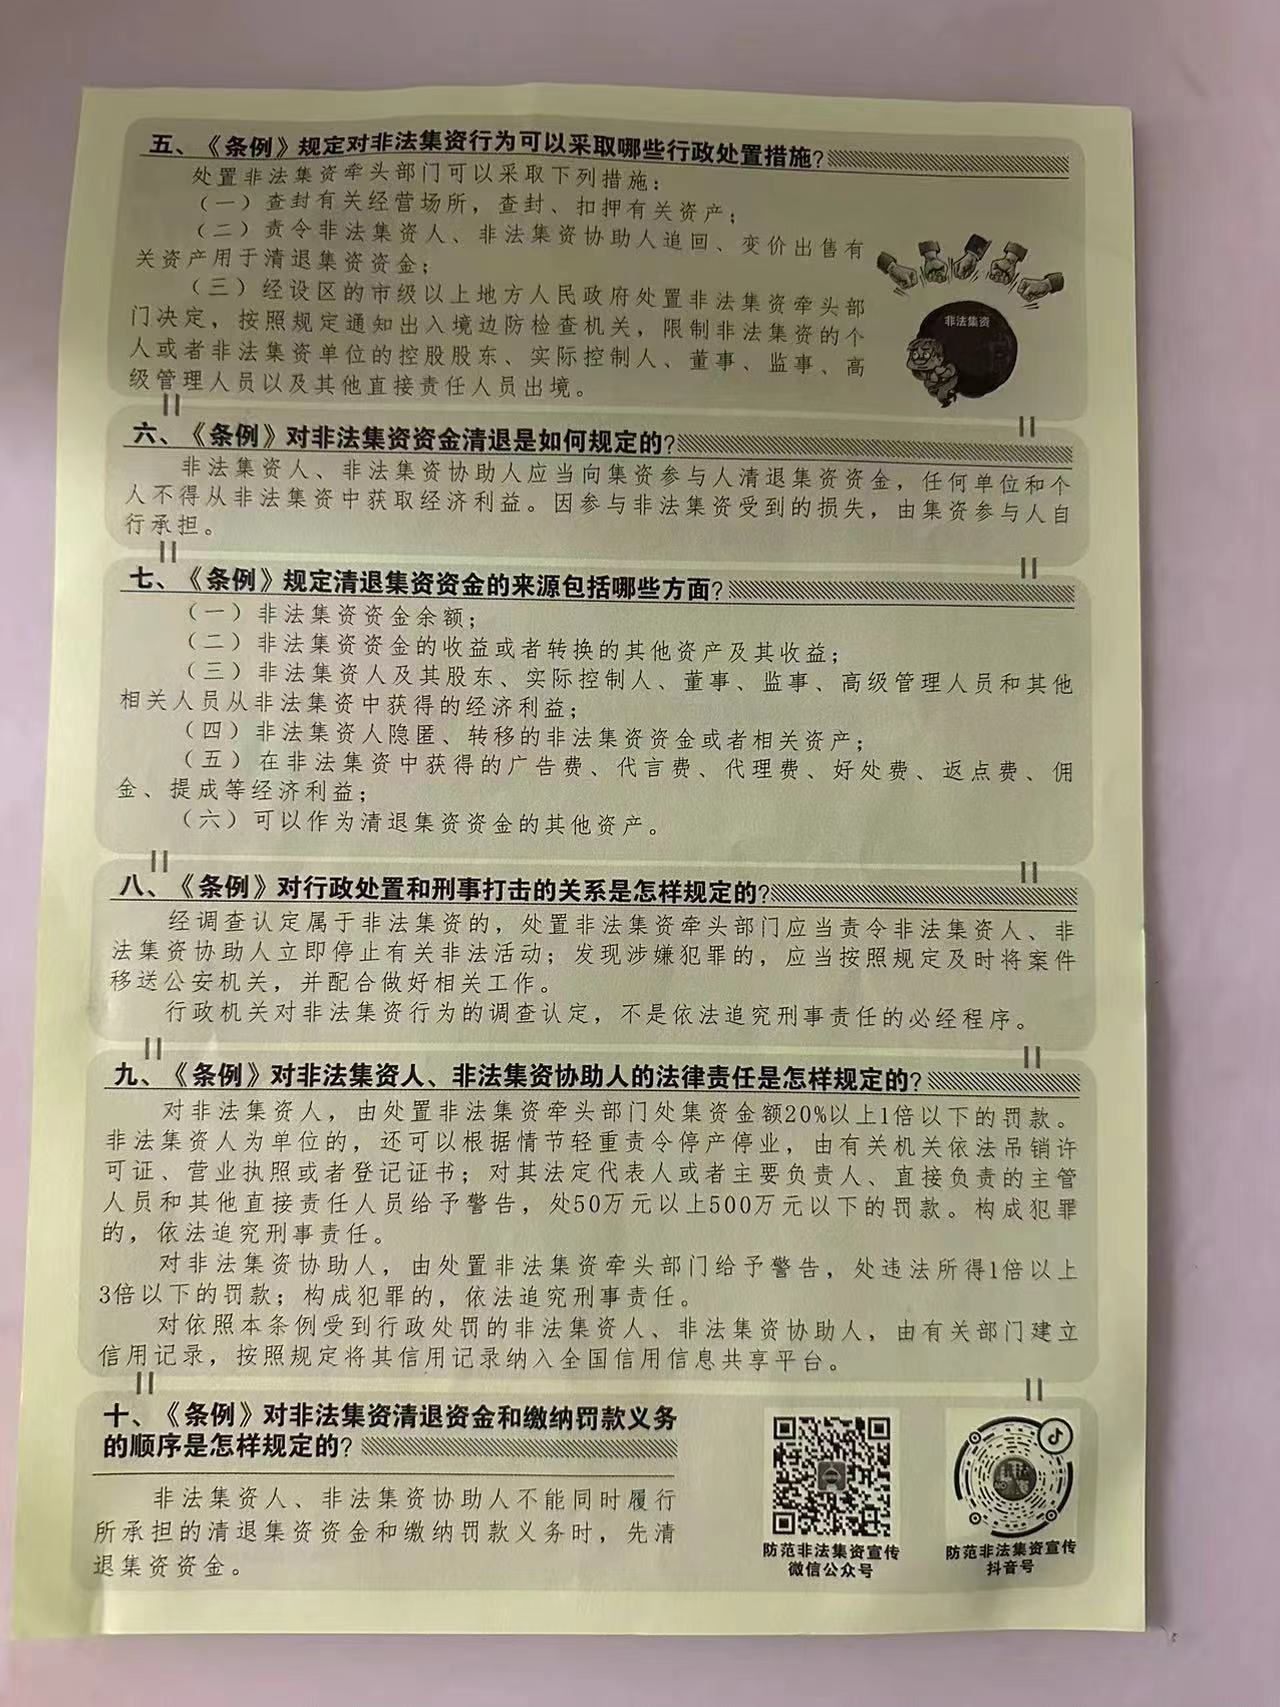 五、《条例》规定对非法集资行为可以采取哪些行政处置措施?
处置非法集资牵头部门可以采取下列措施:
(一)查封有关经营场所，查封、扣押有关资产;
(二)责令非法集资人、非法集资协助人追回、变价出售有
关资产用于清退集资资金;
(三)经设区的市级以上地方人民政府处置非法集资牵头部
门决定，按照规定通知出入境边防检查机关，限制非法集资的个
人或者非法集资单位的控股股东、实际控制人、董事、监事、高
级管理人员以及其他直接责任人员出境。
非法集资
六、《条例》对非法集资资金清退是如何规定的?
非法集资人、非法集资协助人应当向集资参与人清退集资资金，任何单位和个
人不得从非法集资中获取经济利益。因参与非法集资受到的损失，由集资参与人自
行承担。
七、《条例》规定清退集资资金的来源包括哪些方面?
(一)非法集资资金余额;
(二)非法集资资金的收益或者转换的其他资产及其收益;
(三)非法集资人及其股东、实际控制人、董事、监事、高级管理人员和其他
相关人员从非法集资中获得的经济利益;
(四)非法集资人隐匿、转移的非法集资资金或者相关资产;
(五)在非法集资中获得的广告费、代言费、代理费、好处费、返点费、佣
金、提成等经济利益;
(六)可以作为清退集资资金的其他资产。
八、《条例》对行政处置和刑事打击的关系是怎样规定的?
经调查认定属于非法集资的，处置非法集资牵头部门应当责令非法集资人、非
法集资协助人立即停止有关非法活动;发现涉嫌犯罪的，应当按照规定及时将案件
移送公安机关，并配合做好相关工作。
行政机关对非法集资行为的调查认定，不是依法追究刑事责任的必经程序。
九、《条例》对非法集资人、非法集资协助人的法律责任是怎样规定的?
对非法集资人，由处置非法集资牵头部门处集资金额20%以上1倍以下的罚款。
非法集资人为单位的，还可以根据情节轻重责令停产停业，由有关机关依法吊销许
可证、营业执照或者登记证书;对其法定代表人或者主要负责人、直接负责的主管
人员和其他直接责任人员给予警告，处50万元以上500万元以下的罚款。构成犯罪
的，依法追究刑事责任。
对非法集资协助人，由处置非法集资牵头部门给予警告，处违法所得1倍以上
3倍以下的罚款;构成犯罪的，依法追究刑事责任。
对依照本条例受到行政处罚的非法集资人、非法集资协助人，由有关部门建立
信用记录，按照规定将其信用记录纳入全国信用信息共享平台。
十、《条例》对非法集资清退资金和缴纳罚款义务
的顺序是怎样规定的?
非法集资人、非法集资协助人不能同时履行
所承担的清退集资资金和缴纳罚款义务时，先清
退集资资金。
防范非法集资宣传
微信公众号
防范非法集资宣传
抖音号